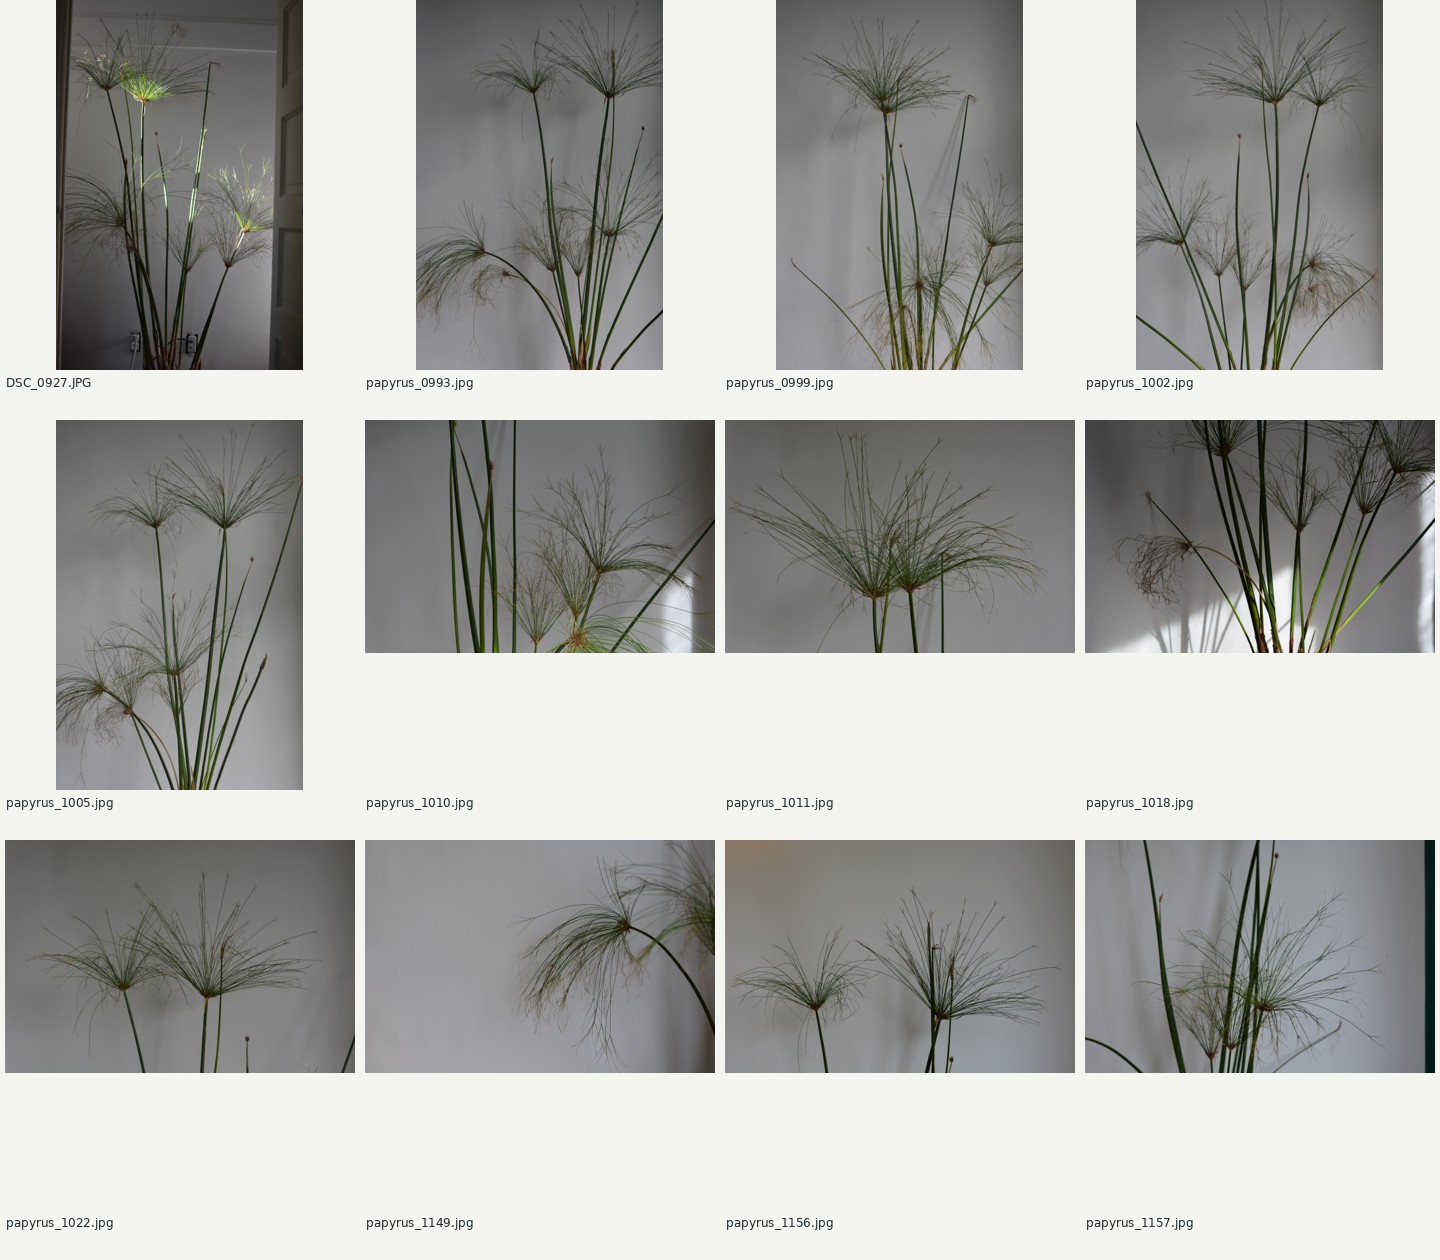 DSC_0927.JPG
papyrus_0993.jpg
papyrus_0999.jpg
papyrus_1002.jpg
papyrus_1005.jpg
papyrus_1010.jpg
papyrus_1011.jpg
papyrus_1018.jpg
papyrus_1022.jpg
papyrus_1149.jpg
papyrus_1156.jpg
papyrus_1157.jpg